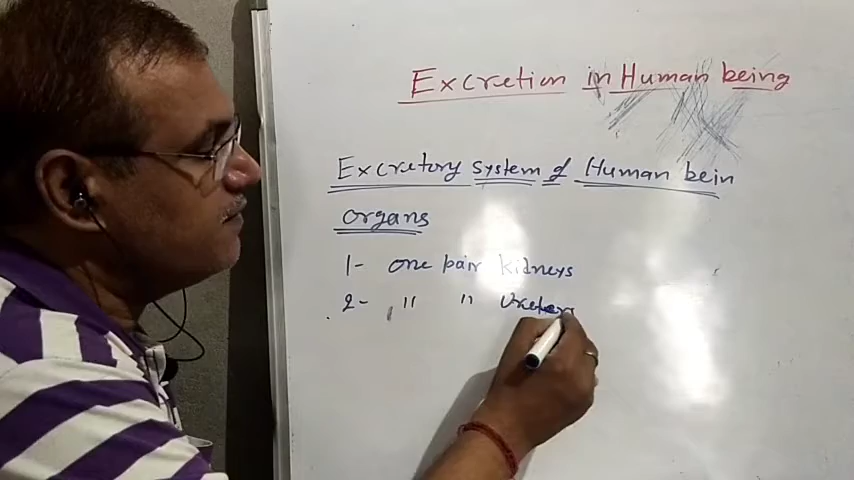 Excretion in Human being
Excretory System of Human bein
organs
1- one pair kidneys
2- " " Ureters